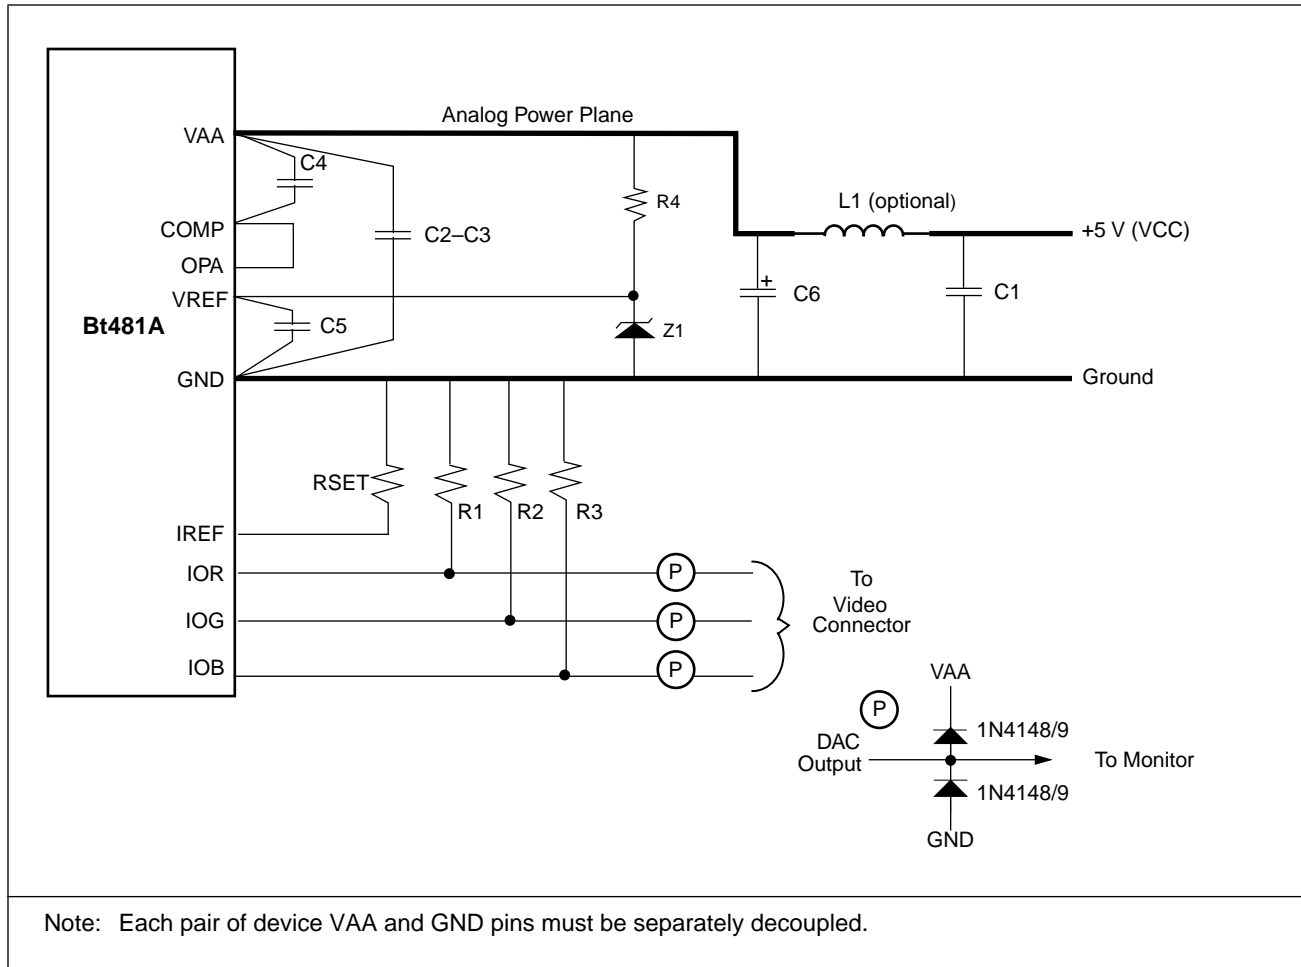 Analog Power Plane
VAA
C4
R4
L1 (optional)
COMP
C2–C3
+5 V (VCC)
OPA
VREF
+
C6
C1
Bt481A
C5
Z1
GND
Ground
RSET
R1
R2
R3
IREF
IOR
P
To
Video
Connector
IOG
P
IOB
P
VAA
P
1N4148/9
DAC
Output
To Monitor
1N4148/9
GND
Note: Each pair of device VAA and GND pins must be separately decoupled.